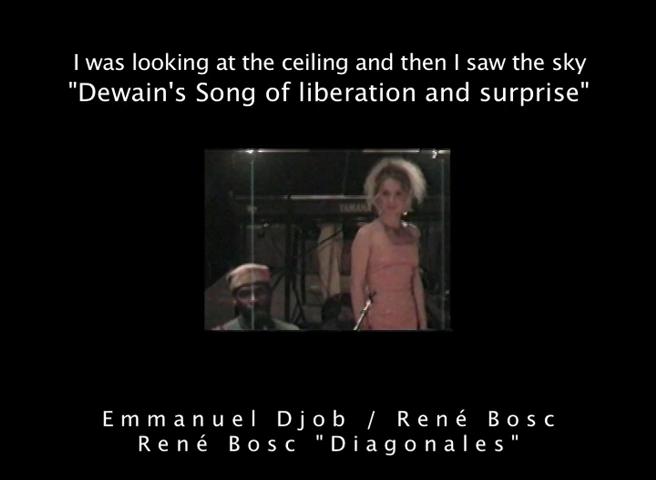 I was looking at the ceiling and then I saw the sky
"Dewain's Song of liberation and surprise"
YAMAHA
Emmanuel Djob / René Bosc
René Bosc "Diagonales"